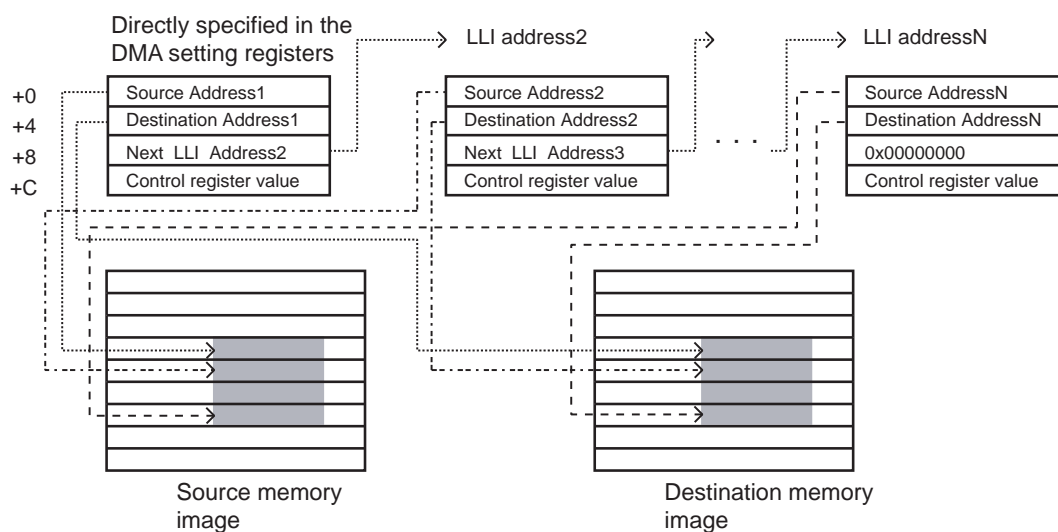 Directly specified in the
DMA setting registers
LLI address2
LLI addressN
+0
+4
+8
+C
Source Address1
Destination Address1
Next LLI Address2
Control register value
Source Address2
Destination Address2
Next LLI Address3
Control register value
. . .
Source AddressN
Destination AddressN
0x00000000
Control register value
Source memory
image
Destination memory
image